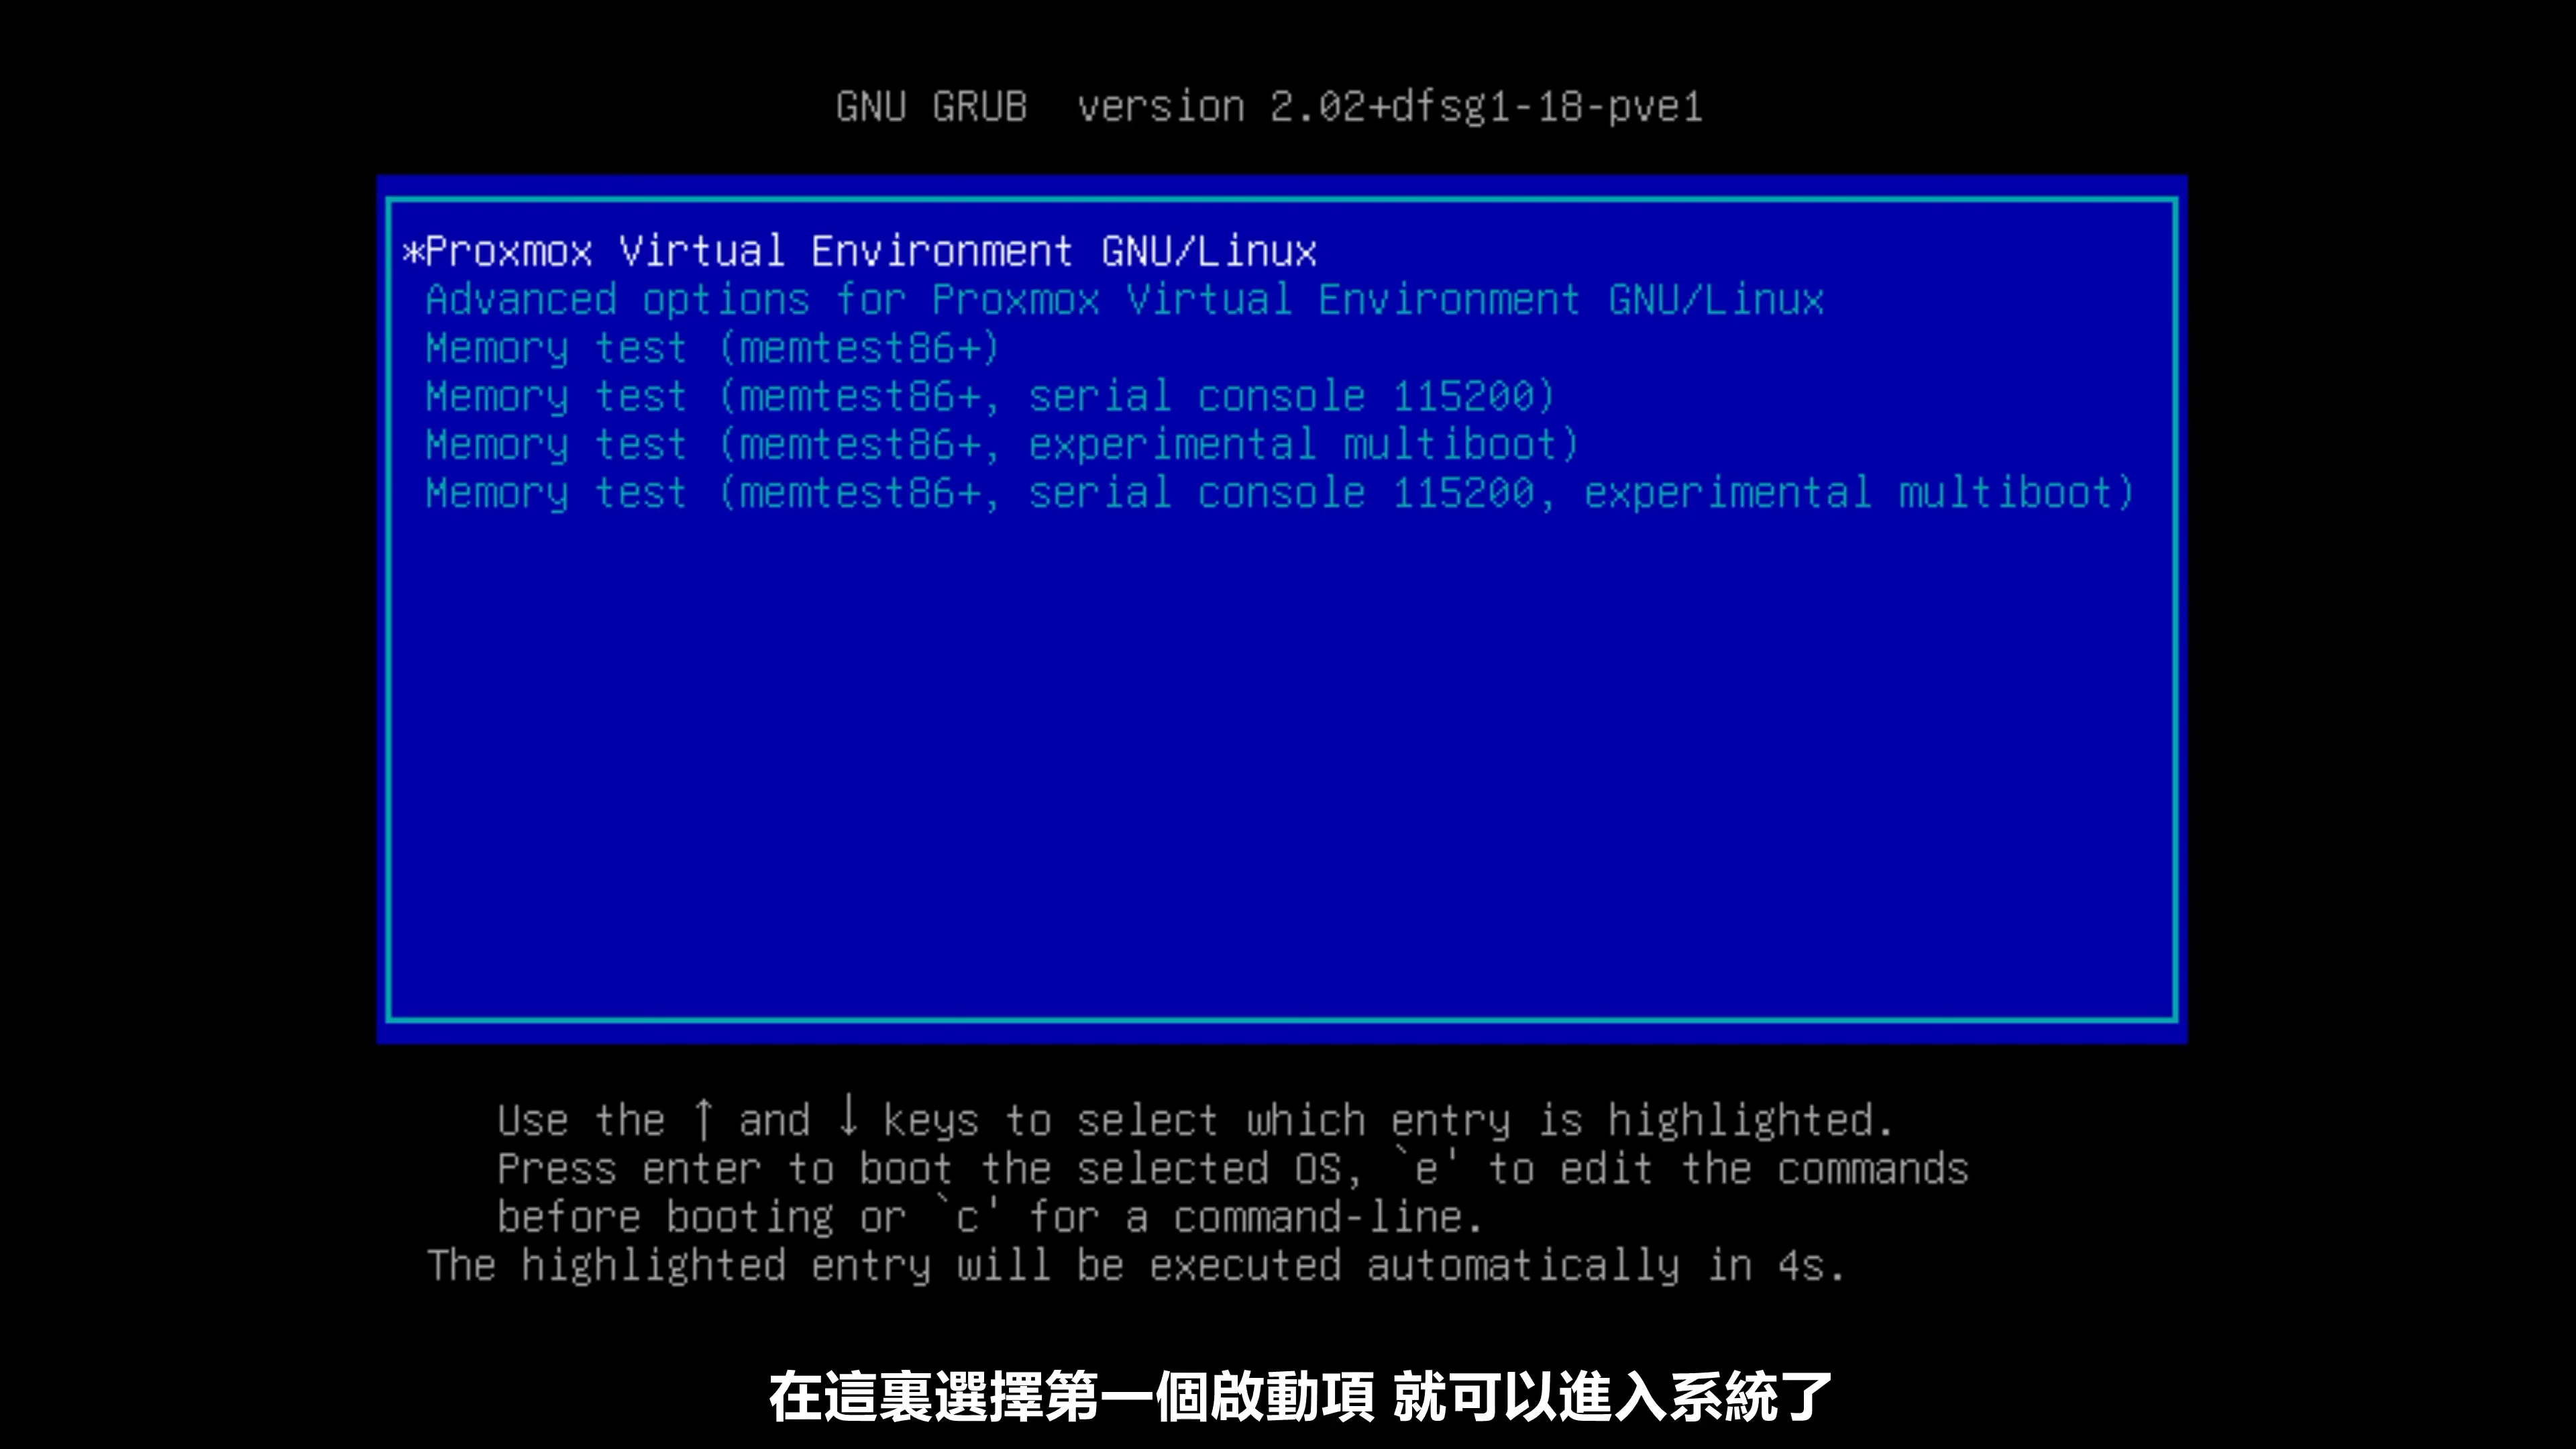 GNU GRUB  version 2.02+dfsg1-18-pve1
*Proxmox Virtual Environment GNU/Linux
Advanced options for Proxmox Virtual Environment GNU/Linux
Memory test (memtest86+)
Memory test (memtest86+, serial console 115200)
Memory test (memtest86+, experimental multiboot)
Memory test (memtest86+, serial console 115200, experimental multiboot)
Use the ↑ and ↓ keys to select which entry is highlighted.
Press enter to boot the selected OS, `e' to edit the commands
before booting or `c' for a command-line.
The highlighted entry will be executed automatically in 4s.
在這裏選擇第一個啟動項 就可以進入系統了